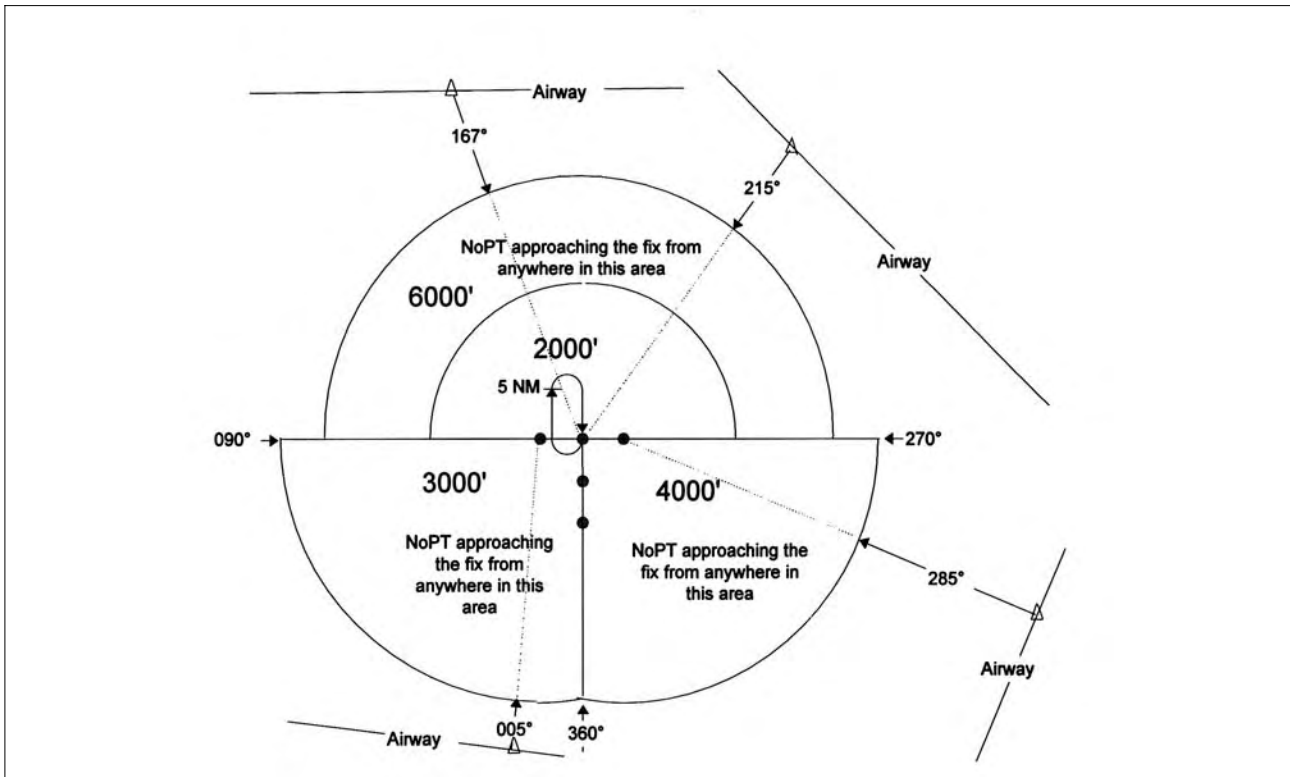 Airway
167°
215°
Airway
NoPT approaching the fix from
anywhere in this area
6000'
2000'
5 NM
090°
270°
3000'
4000'
NoPT approaching
the fix from
anywhere in this
area
NoPT approaching the
fix from anywhere in
this area
285°
Airway
005°
360°
Airway